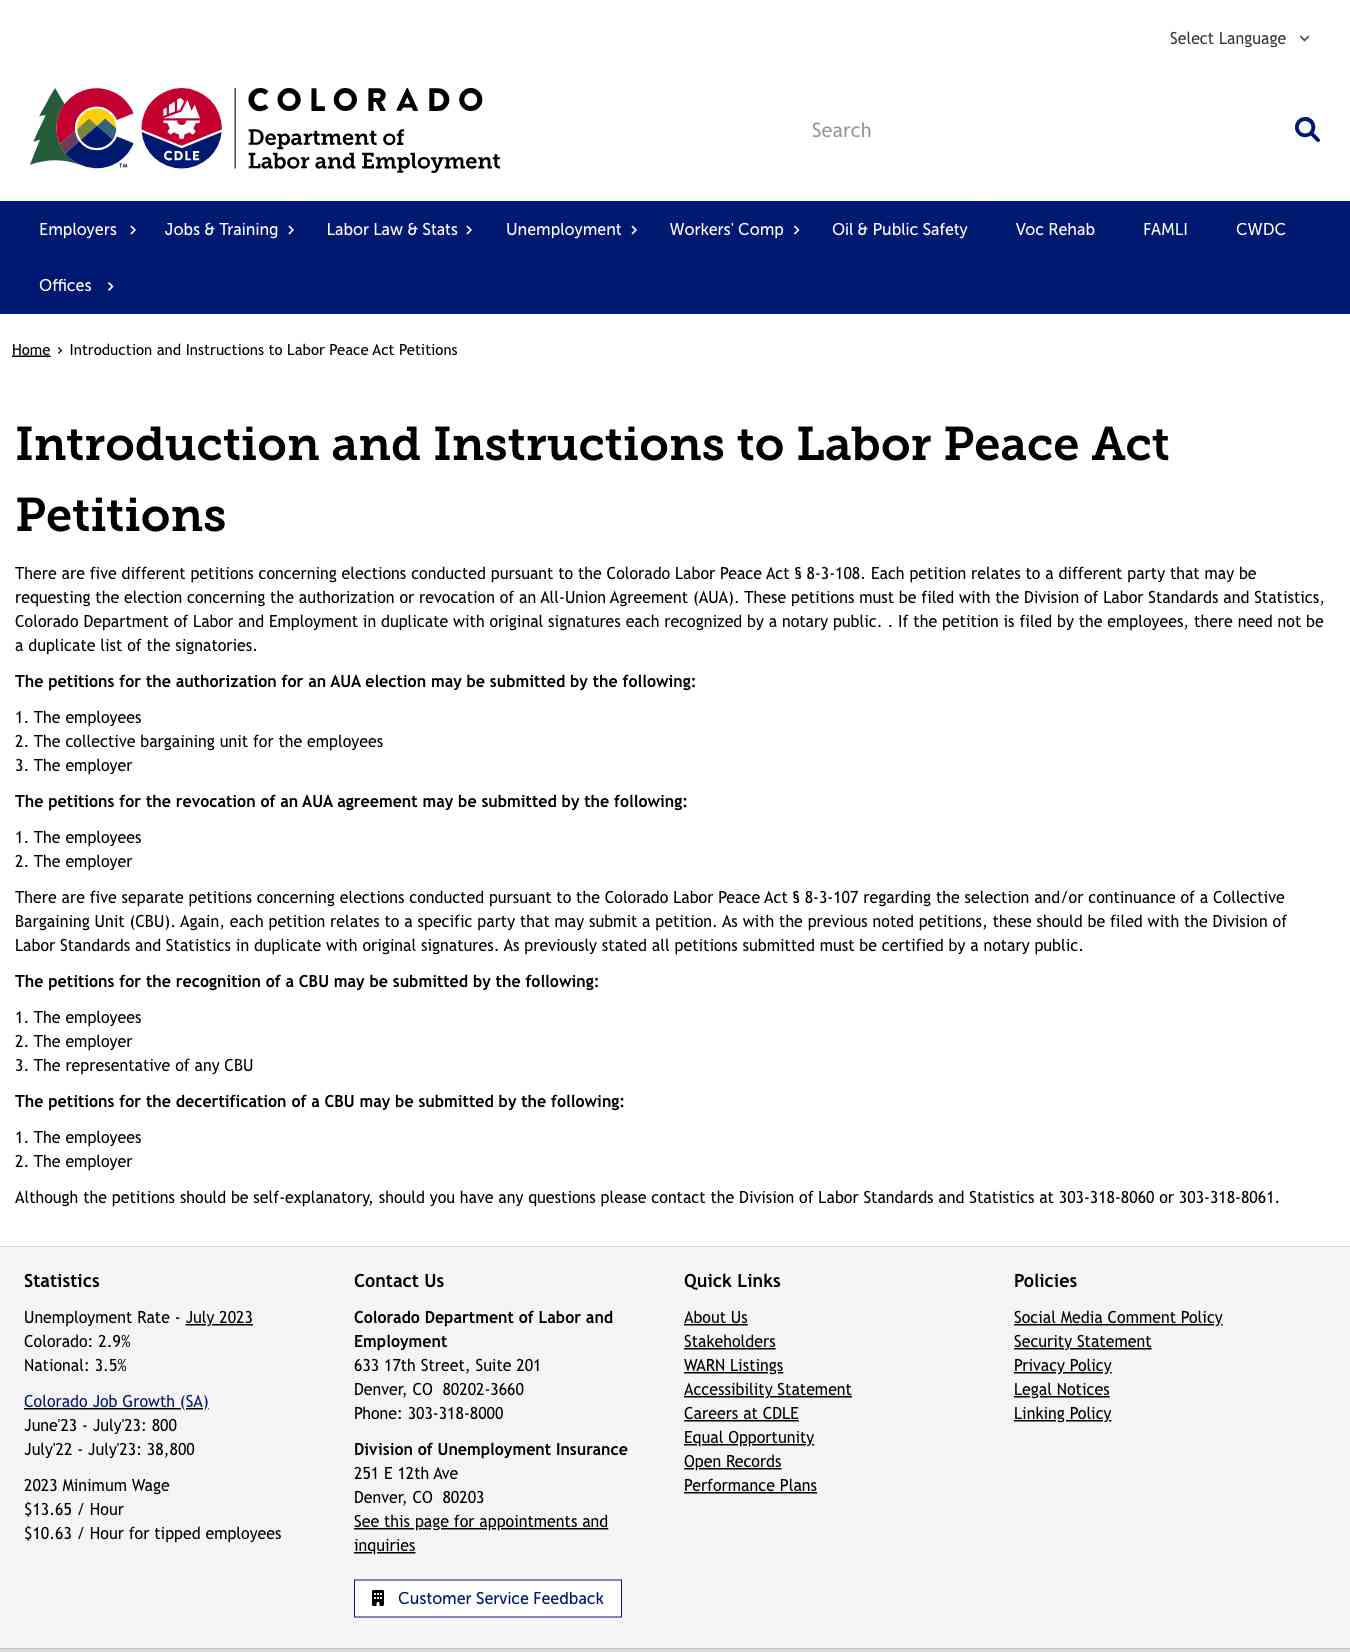 Select Language
COLORADO
Department of
Labor and Employment
CDLE
TM
Search
Employers
Jobs & Training
Labor Law & Stats
Unemployment
Workers' Comp
Oil & Public Safety
Voc Rehab
FAMLI
CWDC
Offices
Home › Introduction and Instructions to Labor Peace Act Petitions
Introduction and Instructions to Labor Peace Act
Petitions
There are five different petitions concerning elections conducted pursuant to the Colorado Labor Peace Act § 8-3-108. Each petition relates to a different party that may be
requesting the election concerning the authorization or revocation of an All-Union Agreement (AUA). These petitions must be filed with the Division of Labor Standards and Statistics,
Colorado Department of Labor and Employment in duplicate with original signatures each recognized by a notary public. . If the petition is filed by the employees, there need not be
a duplicate list of the signatories.
The petitions for the authorization for an AUA election may be submitted by the following:
1. The employees
2. The collective bargaining unit for the employees
3. The employer
The petitions for the revocation of an AUA agreement may be submitted by the following:
1. The employees
2. The employer
There are five separate petitions concerning elections conducted pursuant to the Colorado Labor Peace Act § 8-3-107 regarding the selection and/or continuance of a Collective
Bargaining Unit (CBU). Again, each petition relates to a specific party that may submit a petition. As with the previous noted petitions, these should be filed with the Division of
Labor Standards and Statistics in duplicate with original signatures. As previously stated all petitions submitted must be certified by a notary public.
The petitions for the recognition of a CBU may be submitted by the following:
1. The employees
2. The employer
3. The representative of any CBU
The petitions for the decertification of a CBU may be submitted by the following:
1. The employees
2. The employer
Although the petitions should be self-explanatory, should you have any questions please contact the Division of Labor Standards and Statistics at 303-318-8060 or 303-318-8061.
Statistics
Unemployment Rate - July 2023
Colorado: 2.9%
National: 3.5%
Colorado Job Growth (SA)
June'23 - July'23: 800
July'22 - July'23: 38,800
2023 Minimum Wage
$13.65 / Hour
$10.63 / Hour for tipped employees
Contact Us
Colorado Department of Labor and
Employment
633 17th Street, Suite 201
Denver, CO  80202-3660
Phone: 303-318-8000
Division of Unemployment Insurance
251 E 12th Ave
Denver, CO  80203
See this page for appointments and
inquiries
Customer Service Feedback
Quick Links
About Us
Stakeholders
WARN Listings
Accessibility Statement
Careers at CDLE
Equal Opportunity
Open Records
Performance Plans
Policies
Social Media Comment Policy
Security Statement
Privacy Policy
Legal Notices
Linking Policy